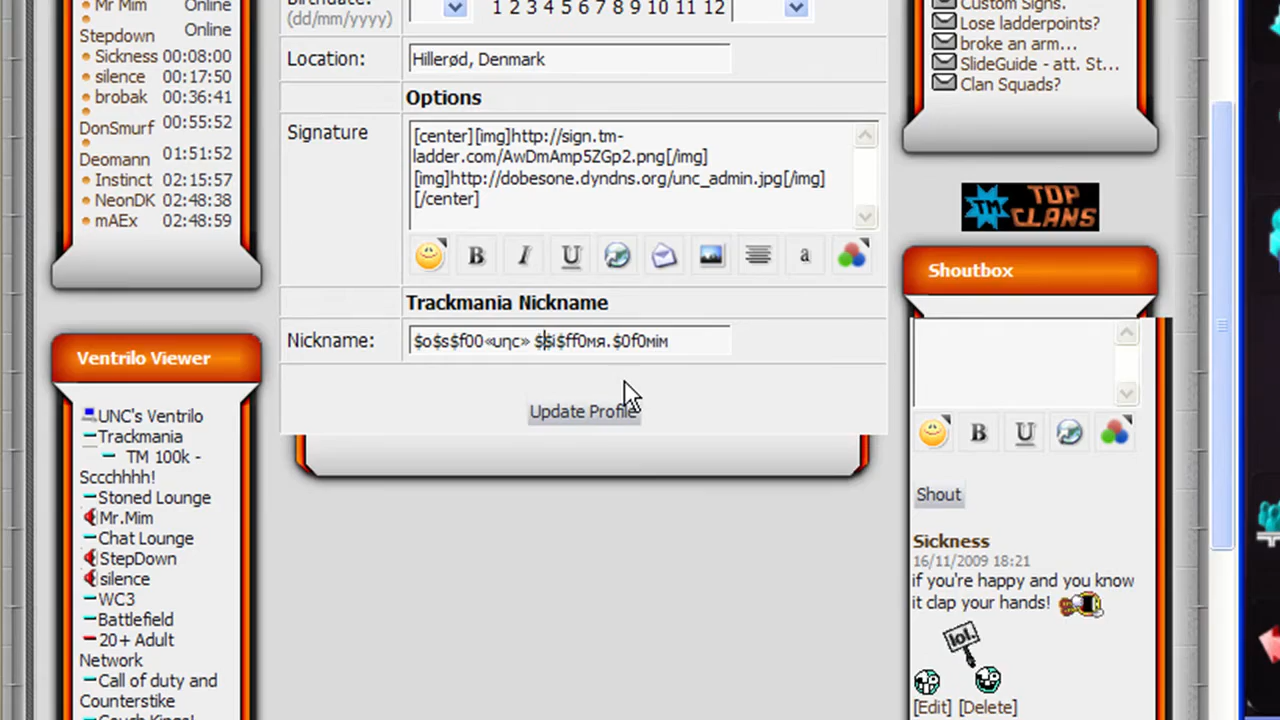 Mr Mim Online
Stepdown Online
Sickness 00:08:00
silence 00:17:50
brobak 00:36:41
DonSmurf 00:55:52
Deomann 01:51:52
Instinct 02:15:57
NeonDK 02:48:38
mAEx 02:48:59
Ventrilo Viewer
UNC's Ventrilo
Trackmania
TM 100k -
Sccchhhh!
Stoned Lounge
Mr.Mim
Chat Lounge
StepDown
silence
WC3
Battlefield
20+ Adult
Network
Call of duty and
Counterstike
(dd/mm/yyyy)
1 2 3 4 5 6 7 8 9 10 11 12
Location: Hillerød, Denmark
Options
Signature
[center][img]http://sign.tm-
ladder.com/AwDmAmp5ZGp2.png[/img]
[img]http://dobesone.dyndns.org/unc_admin.jpg[/img]
[/center]
B I U a
Trackmania Nickname
Nickname: $o$s$f00«uηc» $$i$ff0мя.$0f0мім
Update Profile
Custom Signs.
Lose ladderpoints?
broke an arm...
SlideGuide - att. St...
Clan Squads?
TM TOP
CLANS
Shoutbox
B U
Shout
Sickness
16/11/2009 18:21
if you're happy and you know
it clap your hands!
lol.
[Edit] [Delete]